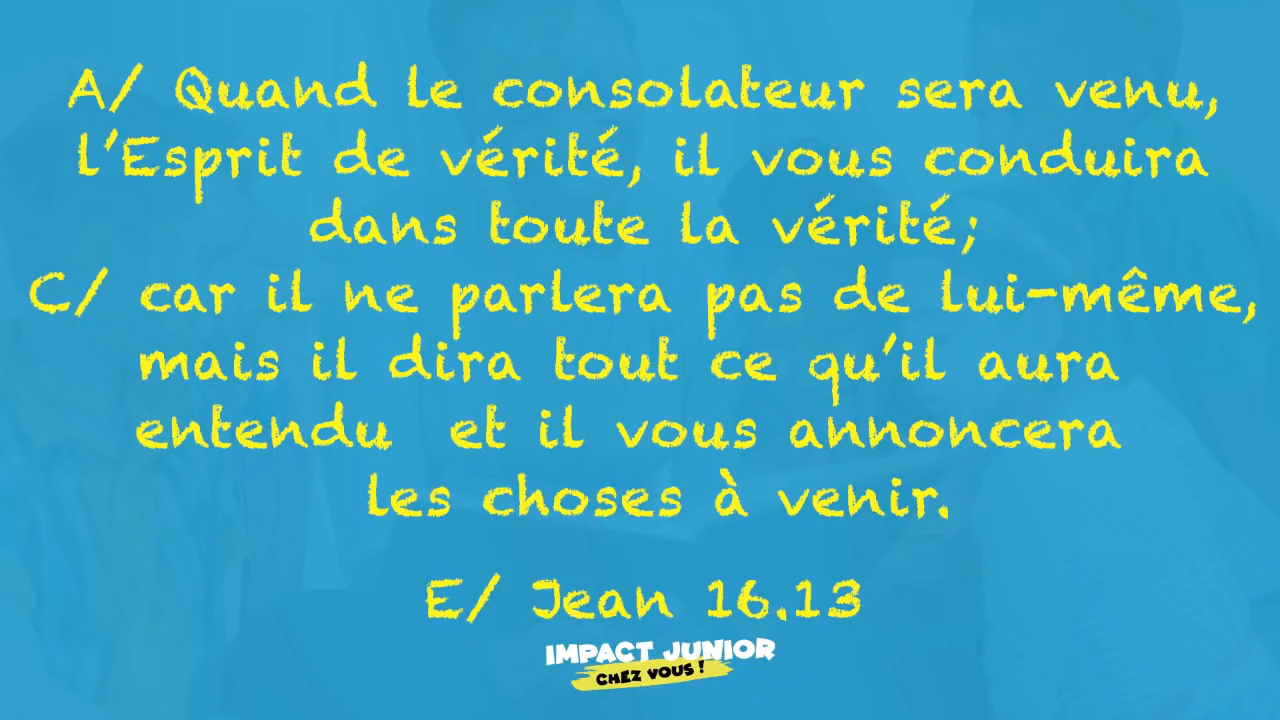 A/ Quand le consolateur sera venu,
l'Esprit de vérité, il vous conduira
dans toute la vérité;
C/ car il ne parlera pas de lui-même,
mais il dira tout ce qu'il aura
entendu et il vous annoncera
les choses à venir.
E/ Jean 16.13
IMPACT JUNIOR
CHEZ VOUS !